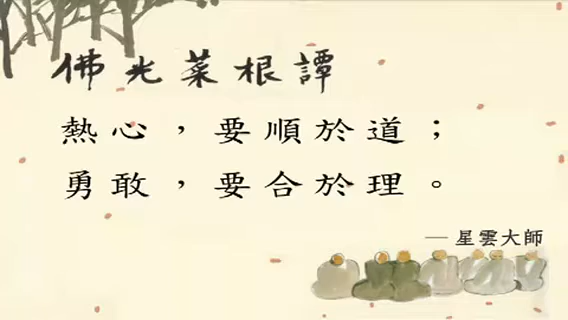 佛光菜根譚
熱心，要順於道；
勇敢，要合於理。
—星雲大師